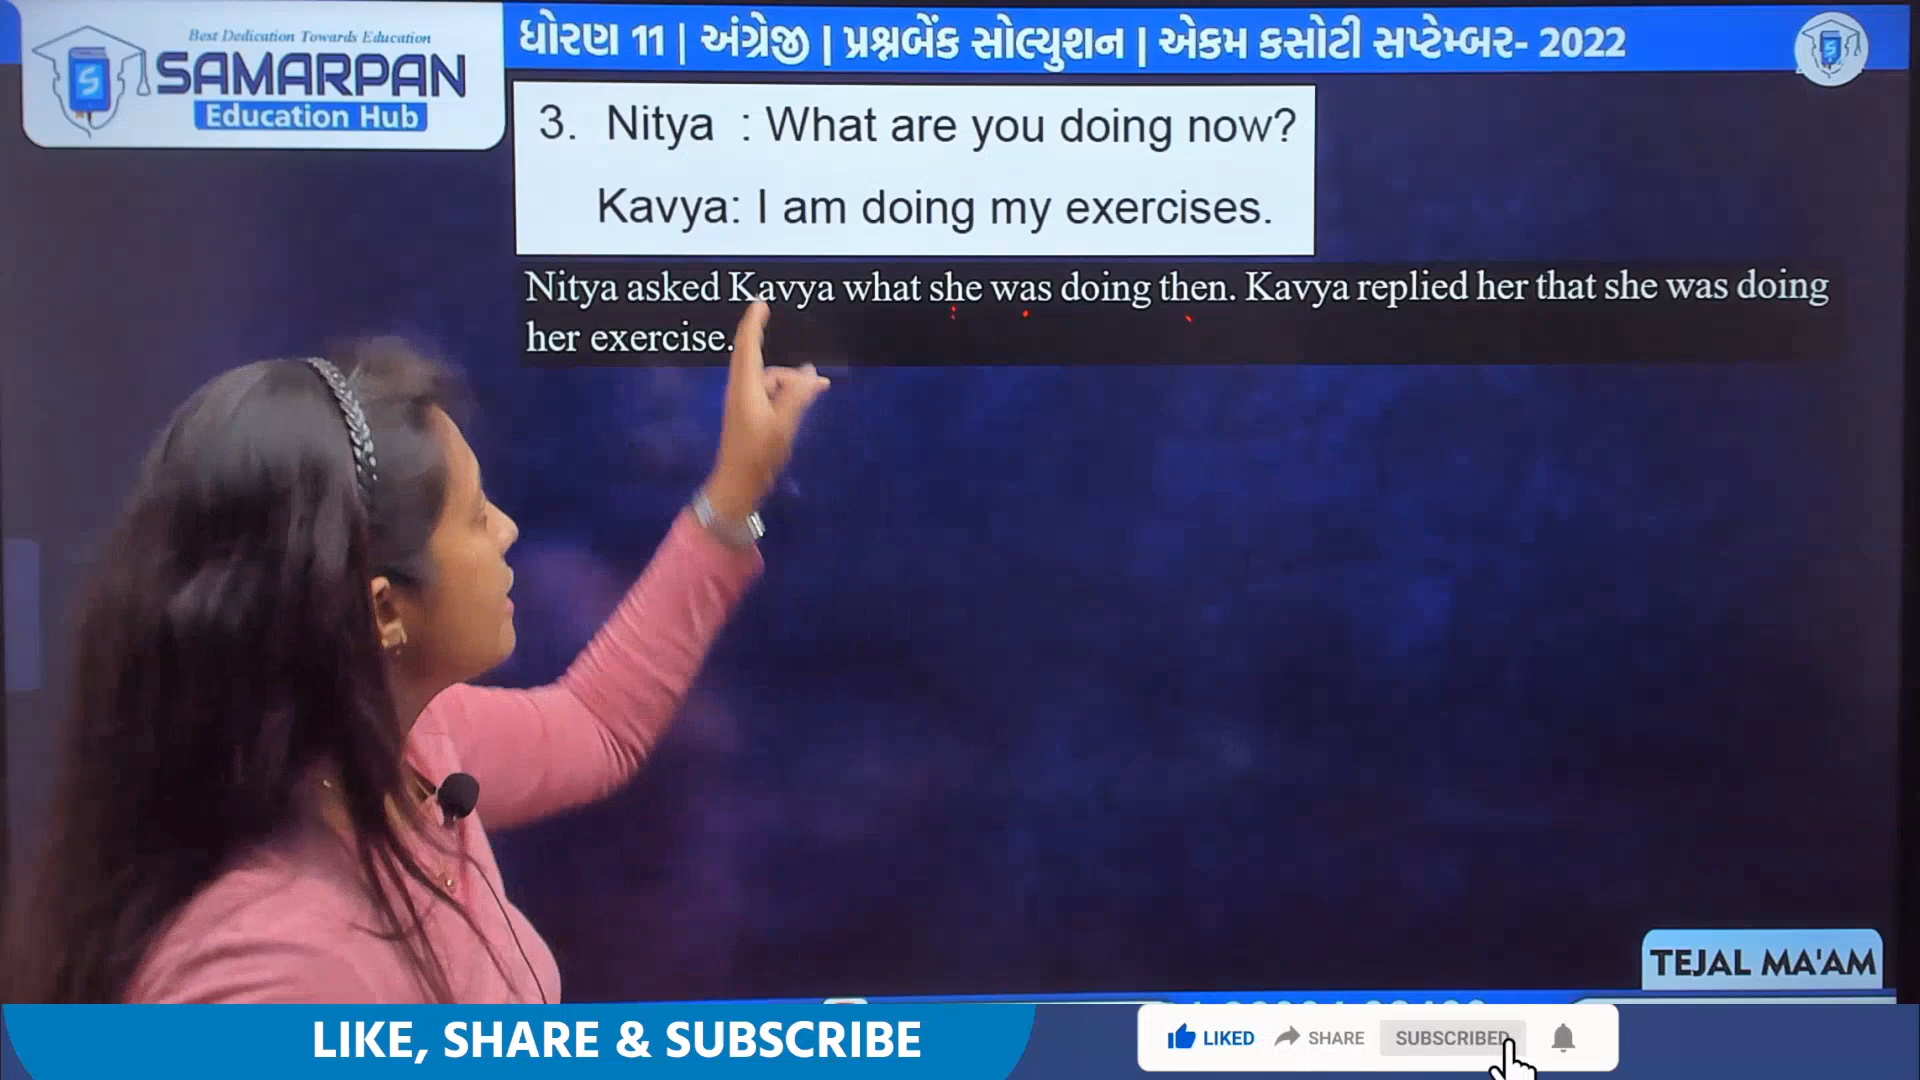 Best Dedication Towards Education
SAMARPAN
Education Hub
ધોરણ 11 | અંગ્રેજી | પ્રશ્નબેંક સોલ્યુશન | એકમ કસોટી સપ્ટેમ્બર- 2022
3. Nitya : What are you doing now?
Kavya: I am doing my exercises.
Nitya asked Kavya what she was doing then. Kavya replied her that she was doing
her exercise.
TEJAL MA'AM
LIKE, SHARE & SUBSCRIBE
LIKED SHARE SUBSCRIBED